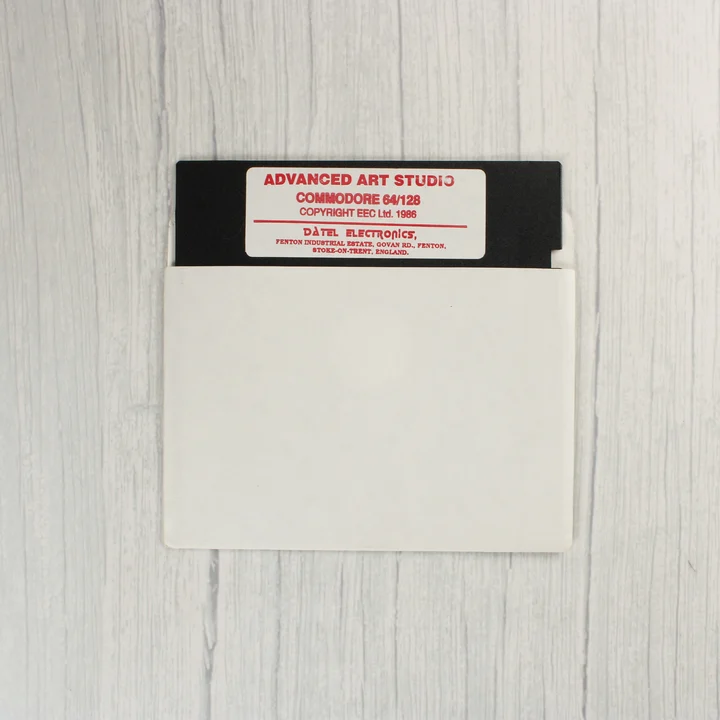 ADVANCED ART STUDIO
COMMODORE 64/128
COPYRIGHT EEC Ltd. 1986
DATEL ELECTRONICS,
FENTON INDUSTRIAL ESTATE, GOVAN RD., FENTON,
STOKE-ON-TRENT, ENGLAND.